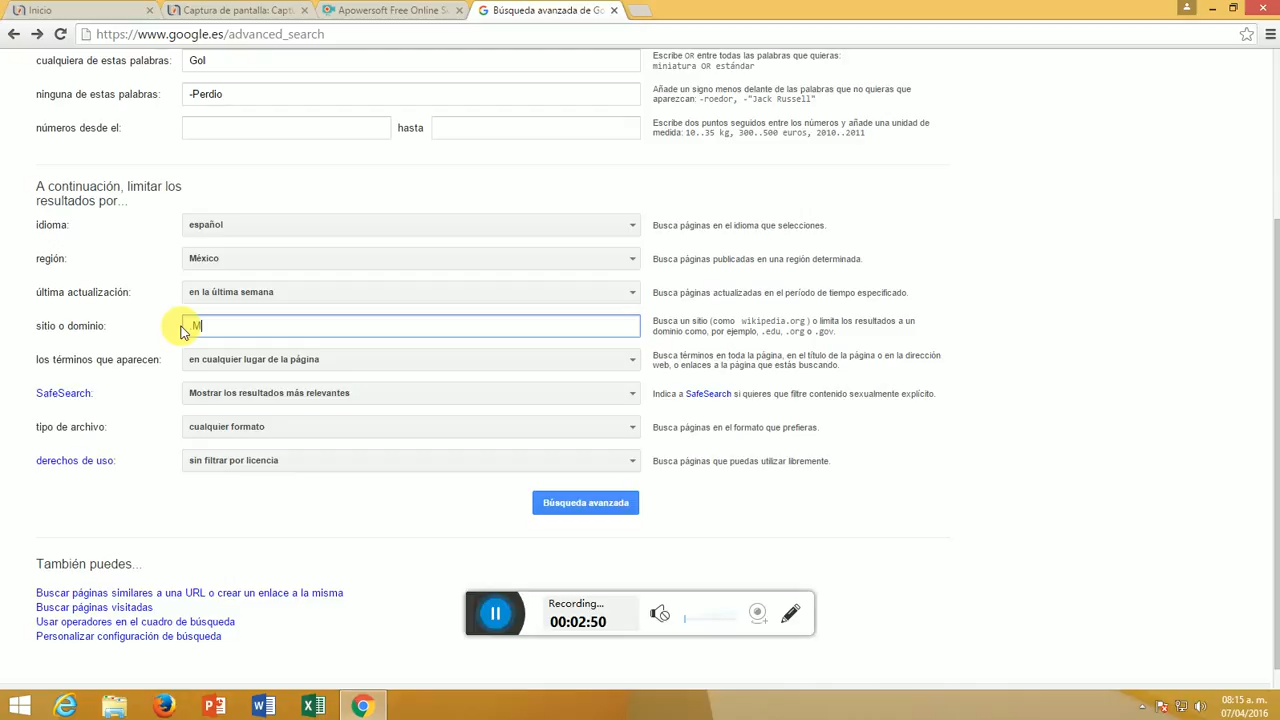 Inicio
Captura de pantalla: Captu
Apowersoft Free Online S
Búsqueda avanzada de Go
https://www.google.es/advanced_search
cualquiera de estas palabras: Gol
Escribe OR entre todas las palabras que quieras:
miniatura OR estándar
ninguna de estas palabras: -Perdio
Añade un signo menos delante de las palabras que no quieras que
aparezcan: -roedor, -"Jack Russell"
números desde el: hasta
Escribe dos puntos seguidos entre los números y añade una unidad de
medida: 10..35 kg, 300..500 euros, 2010..2011
A continuación, limitar los
resultados por...
idioma: español Busca páginas en el idioma que selecciones.
región: México Busca páginas publicadas en una región determinada.
última actualización: en la última semana Busca páginas actualizadas en el período de tiempo especificado.
sitio o dominio: .M
Busca un sitio (como wikipedia.org ) o limita los resultados a un
dominio como, por ejemplo, .edu, .org o .gov.
los términos que aparecen: en cualquier lugar de la página
Busca términos en toda la página, en el título de la página o en la dirección
web, o enlaces a la página que estás buscando.
SafeSearch: Mostrar los resultados más relevantes Indica a SafeSearch si quieres que filtre contenido sexualmente explícito.
tipo de archivo: cualquier formato Busca páginas en el formato que prefieras.
derechos de uso: sin filtrar por licencia Busca páginas que puedas utilizar libremente.
Búsqueda avanzada
También puedes...
Buscar páginas similares a una URL o crear un enlace a la misma
Buscar páginas visitadas
Usar operadores en el cuadro de búsqueda
Personalizar configuración de búsqueda
Recording...
00:02:50
08:15 a. m.
07/04/2016